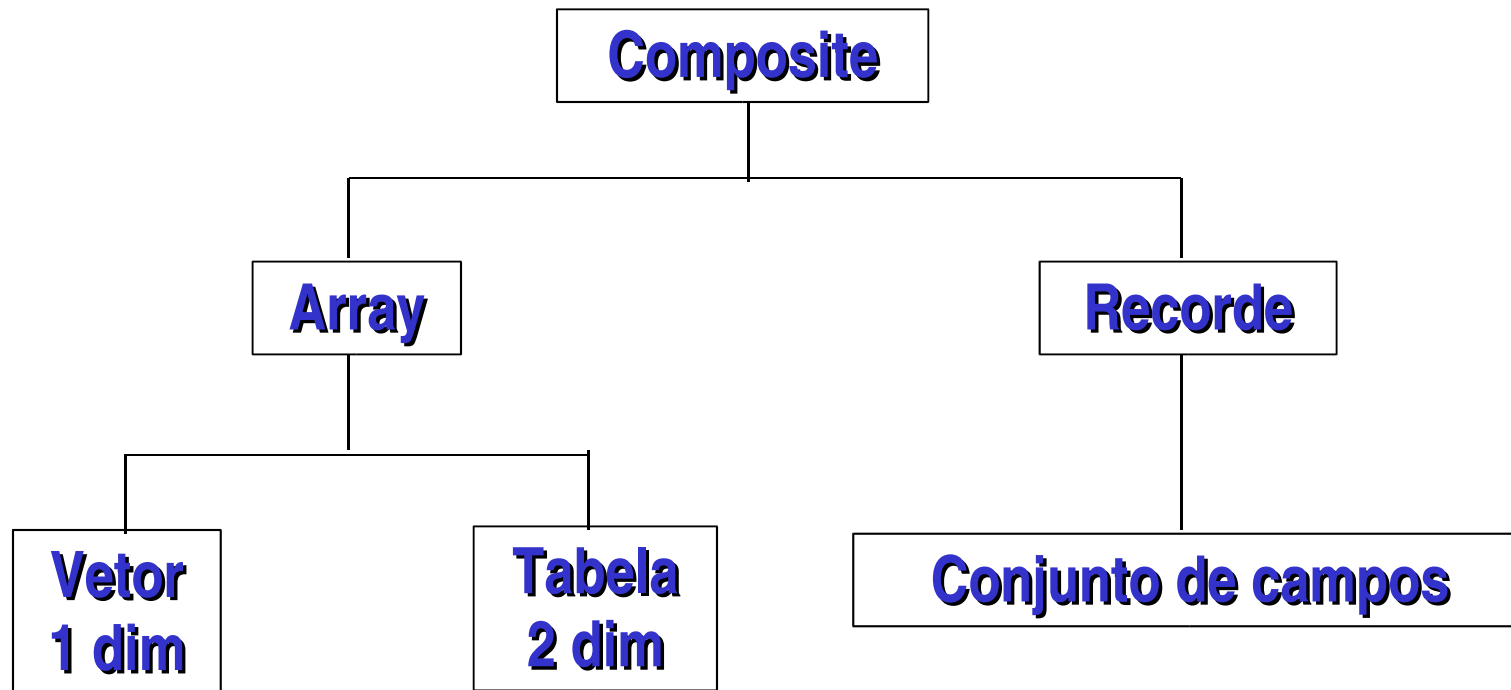 Composite
Array
Recorde
Vetor
1 dim
Tabela
2 dim
Conjunto de campos